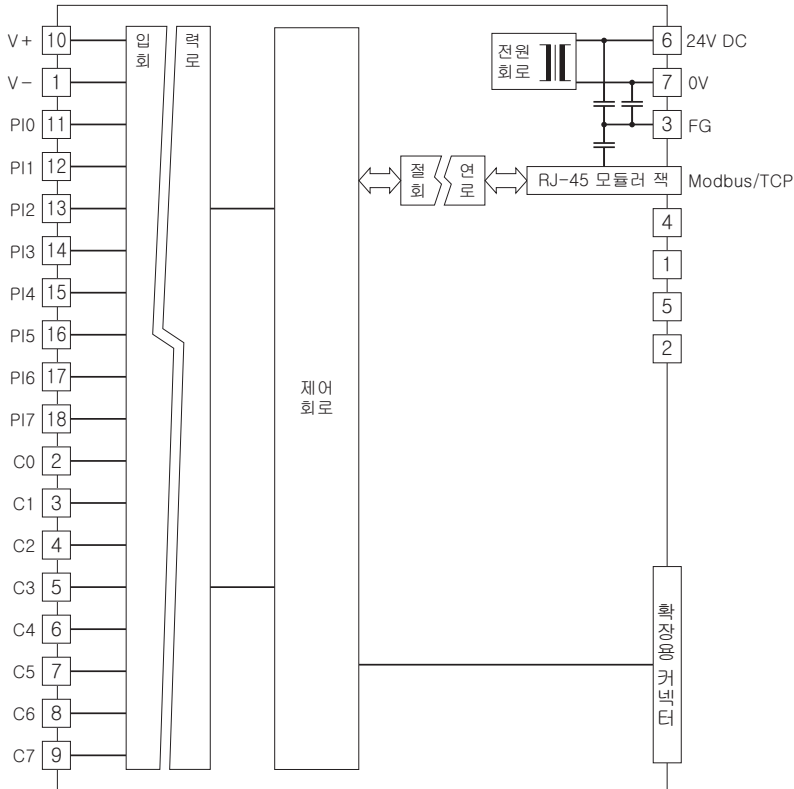 V+ 10
V− 1
PI0 11
PI1 12
PI2 13
PI3 14
PI4 15
PI5 16
PI6 17
PI7 18
C0 2
C1 3
C2 4
C3 5
C4 6
C5 7
C6 8
C7 9
입 력
회 로
제어
회로
전원
회로
절 연
회 로
RJ-45 모듈러 잭
Modbus/TCP
6 24V DC
7 0V
3 FG
4
1
5
2
확장용 커넥터